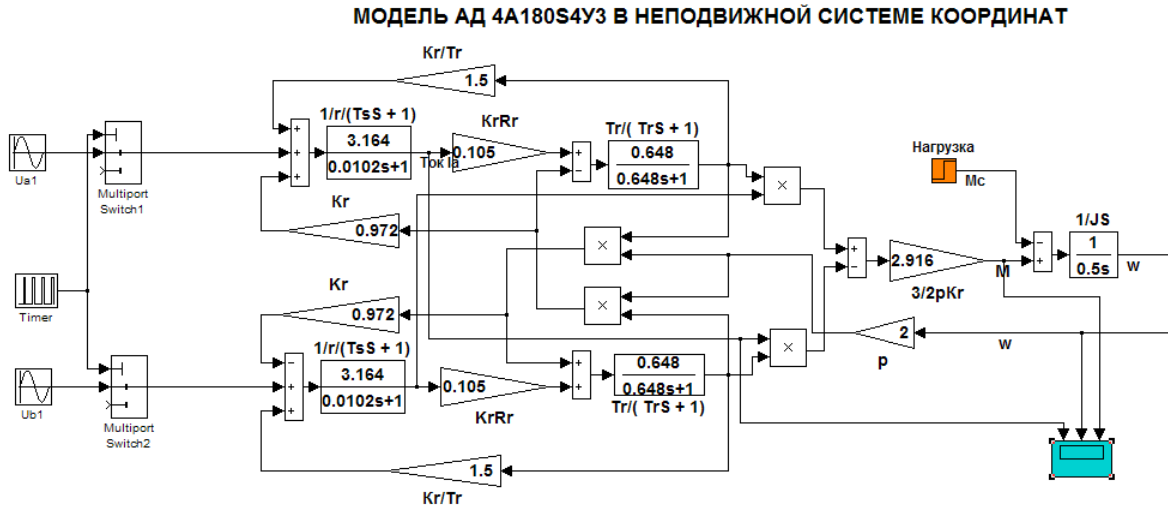 МОДЕЛЬ АД 4А180S4У3 В НЕПОДВИЖНОЙ СИСТЕМЕ КООРДИНАТ
Kr/Tr
1.5
1/r/(TsS + 1)
3.164
0.0102s+1
KrRr
0.105
Ток Ia
Tr/( TrS + 1)
0.648
0.648s+1
Ua1
Multiport
Switch1
Нагрузка
Mc
Kr
0.972
1/JS
1
0.5s
w
2.916
M
3/2pKr
Timer
Kr
0.972
2
p
w
1/r/(TsS + 1)
3.164
0.0102s+1
0.105
KrRr
0.648
0.648s+1
Tr/( TrS + 1)
Ub1
Multiport
Switch2
1.5
Kr/Tr